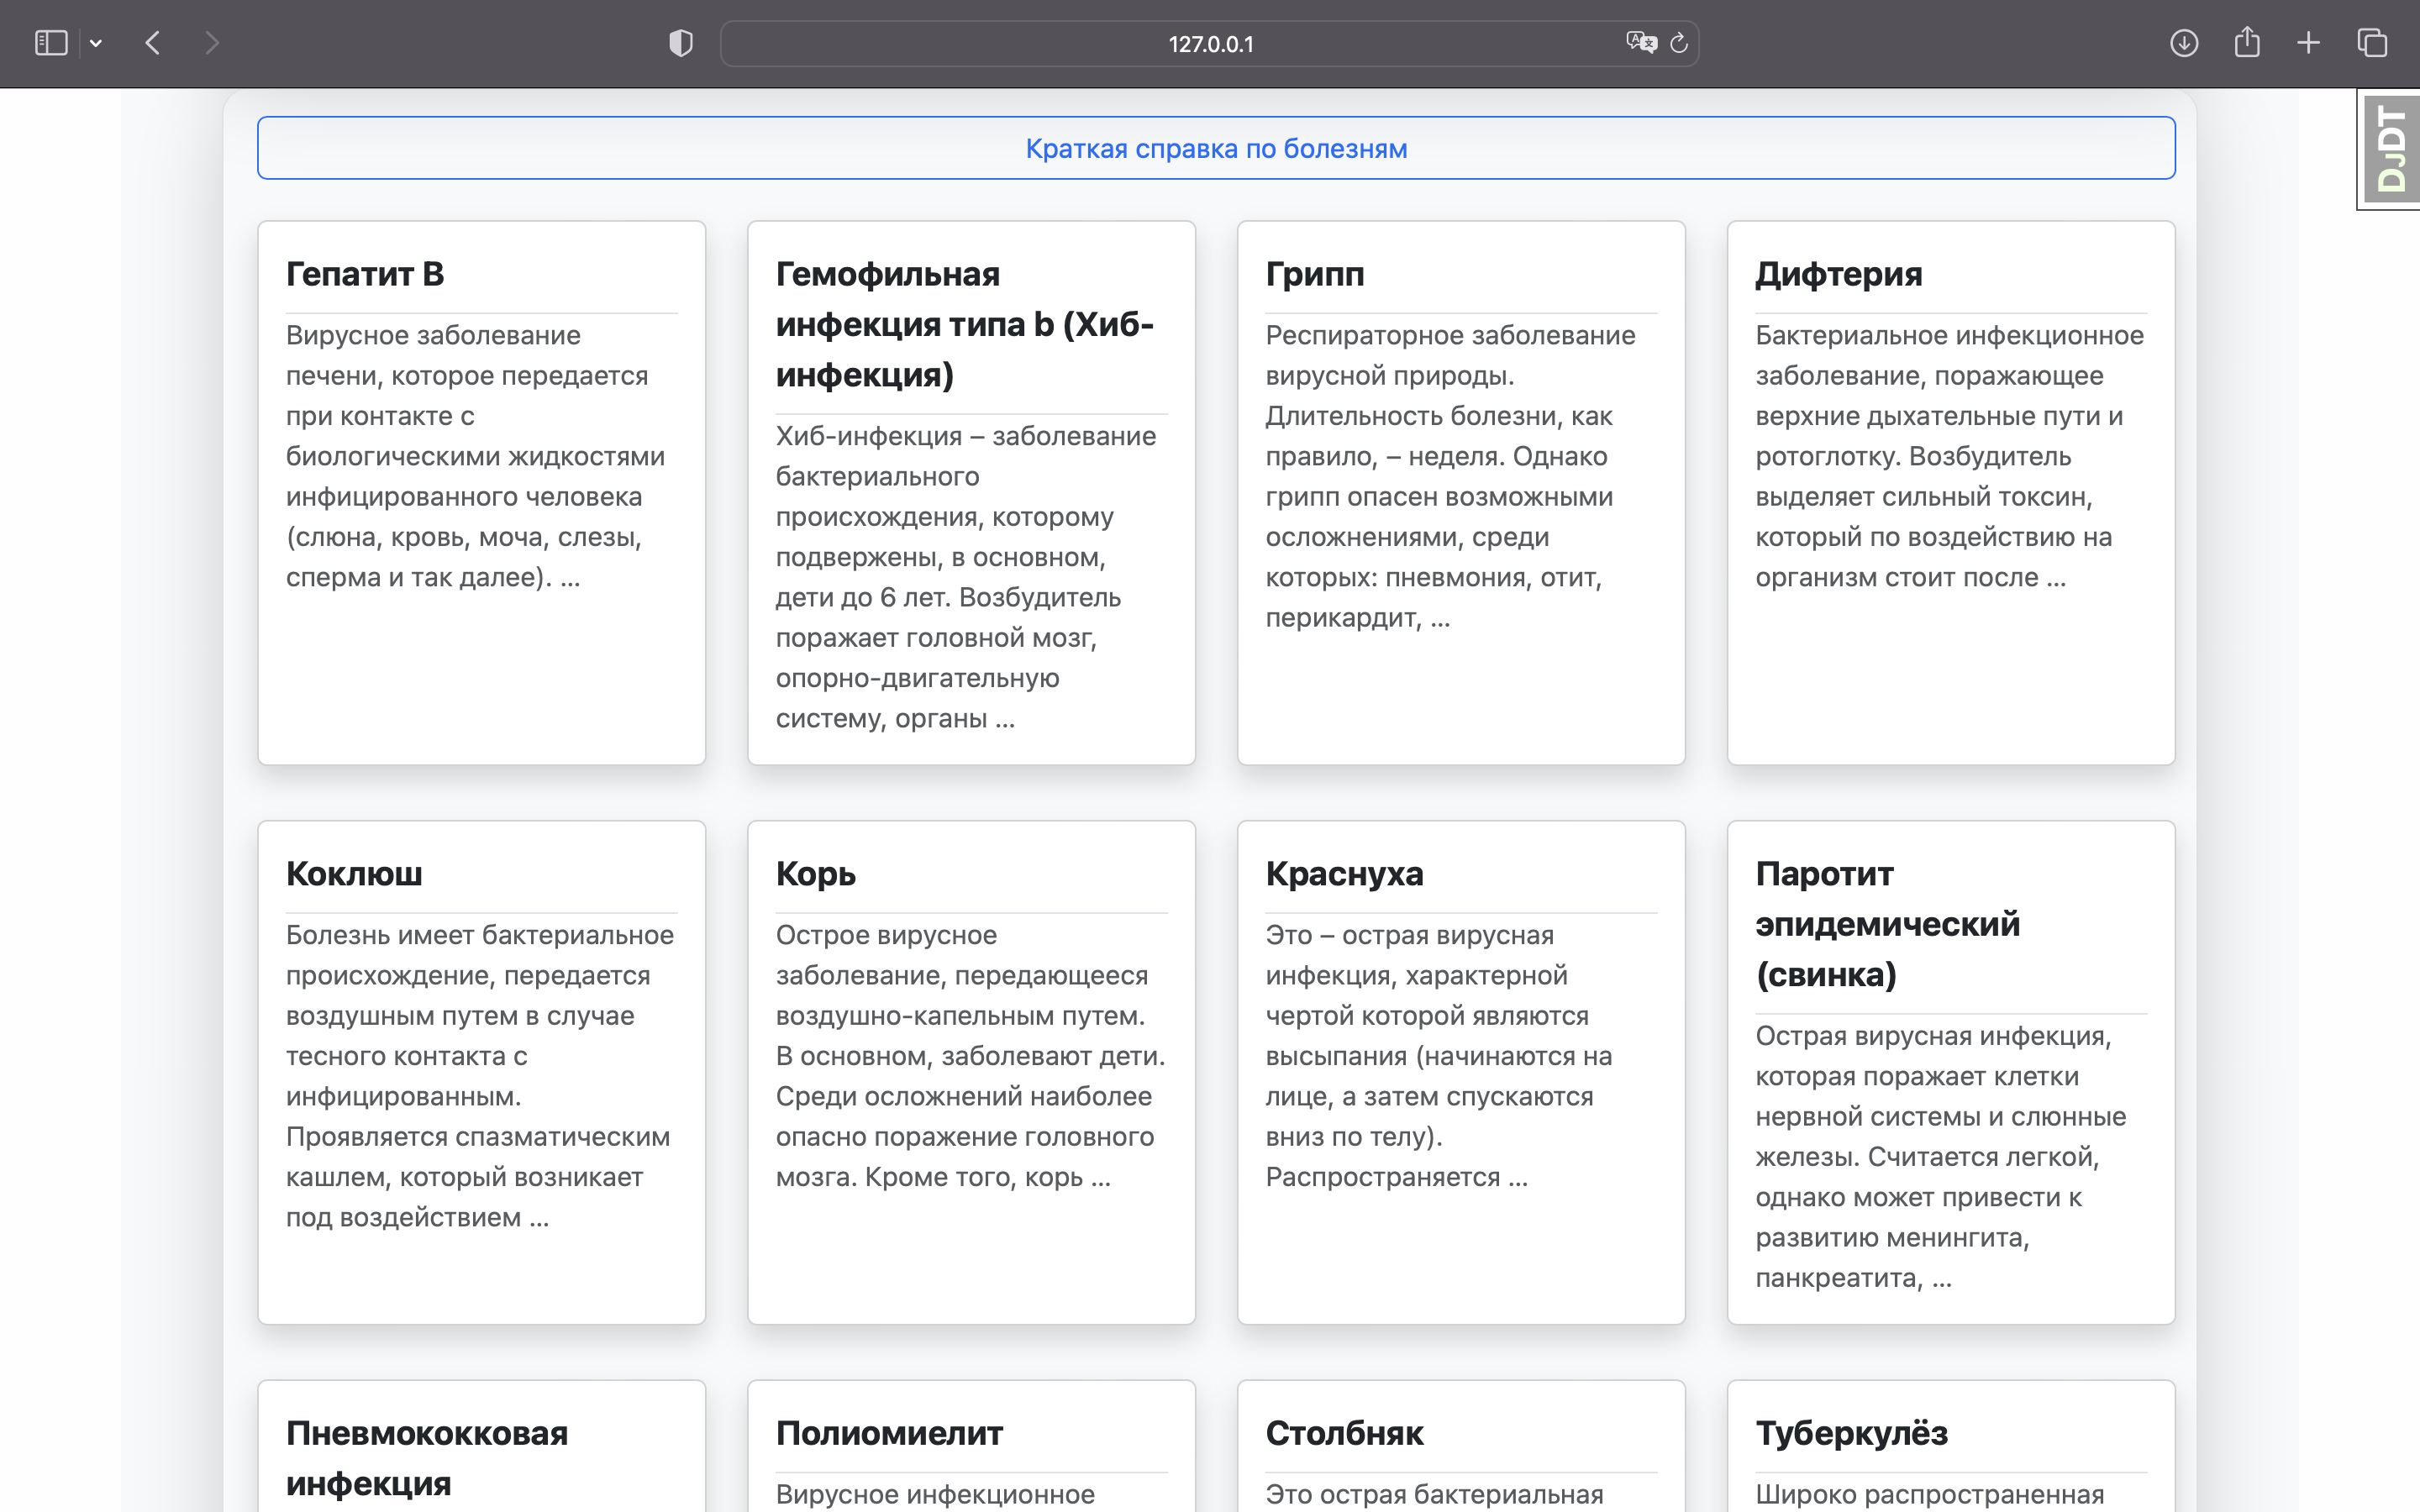 127.0.0.1
DJDT
Краткая справка по болезням
Гепатит В
Вирусное заболевание
печени, которое передается
при контакте с
биологическими жидкостями
инфицированного человека
(слюна, кровь, моча, слезы,
сперма и так далее). ...
Гемофильная
инфекция типа b (Хиб-
инфекция)
Хиб-инфекция – заболевание
бактериального
происхождения, которому
подвержены, в основном,
дети до 6 лет. Возбудитель
поражает головной мозг,
опорно-двигательную
систему, органы ...
Грипп
Респираторное заболевание
вирусной природы.
Длительность болезни, как
правило, – неделя. Однако
грипп опасен возможными
осложнениями, среди
которых: пневмония, отит,
перикардит, ...
Дифтерия
Бактериальное инфекционное
заболевание, поражающее
верхние дыхательные пути и
ротоглотку. Возбудитель
выделяет сильный токсин,
который по воздействию на
организм стоит после ...
Коклюш
Болезнь имеет бактериальное
происхождение, передается
воздушным путем в случае
тесного контакта с
инфицированным.
Проявляется спазматическим
кашлем, который возникает
под воздействием ...
Корь
Острое вирусное
заболевание, передающееся
воздушно-капельным путем.
В основном, заболевают дети.
Среди осложнений наиболее
опасно поражение головного
мозга. Кроме того, корь ...
Краснуха
Это – острая вирусная
инфекция, характерной
чертой которой являются
высыпания (начинаются на
лице, а затем спускаются
вниз по телу).
Распространяется ...
Паротит
эпидемический
(свинка)
Острая вирусная инфекция,
которая поражает клетки
нервной системы и слюнные
железы. Считается легкой,
однако может привести к
развитию менингита,
панкреатита, ...
Пневмококковая
инфекция
Полиомиелит
Вирусное инфекционное
Столбняк
Это острая бактериальная
Туберкулёз
Широко распространенная